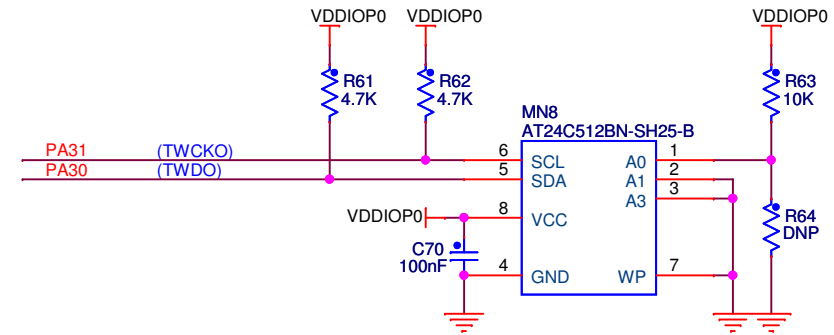 VDDIOP0 VDDIOP0 VDDIOP0
R61
4.7K
R62
4.7K
R63
10K
MN8
AT24C512BN-SH25-B
PA31 (TWCKO)
PA30 (TWDO)
6 SCL
5 SDA
A0 1
A1 2
A3 3
VDDIOP0 8 VCC
R64
DNP
C70
100nF
4 GND
WP 7